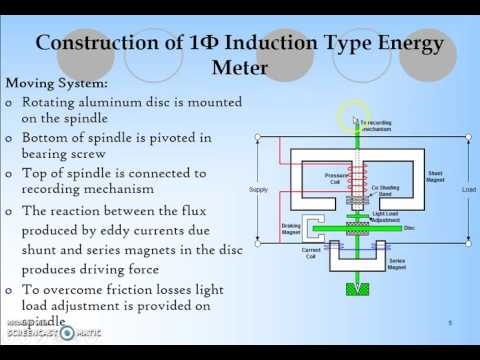 Construction of 1Φ Induction Type Energy
Meter
Moving System:
o Rotating aluminum disc is mounted
on the spindle
o Bottom of spindle is pivoted in
bearing screw
o Top of spindle is connected to
recording mechanism
o The reaction between the flux
produced by eddy currents due
shunt and series magnets in the disc
produces driving force
o To overcome friction losses light
load adjustment is provided on
spindle
To recording
mechanism
Pressure
Coil
Shunt
Magnet
Cu Shading
Band
Supply
Load
Light Load
Adjustment
Braking
Magnet
Disc
Current
Coil
Series
Magnet
SCREENCAST MATIC